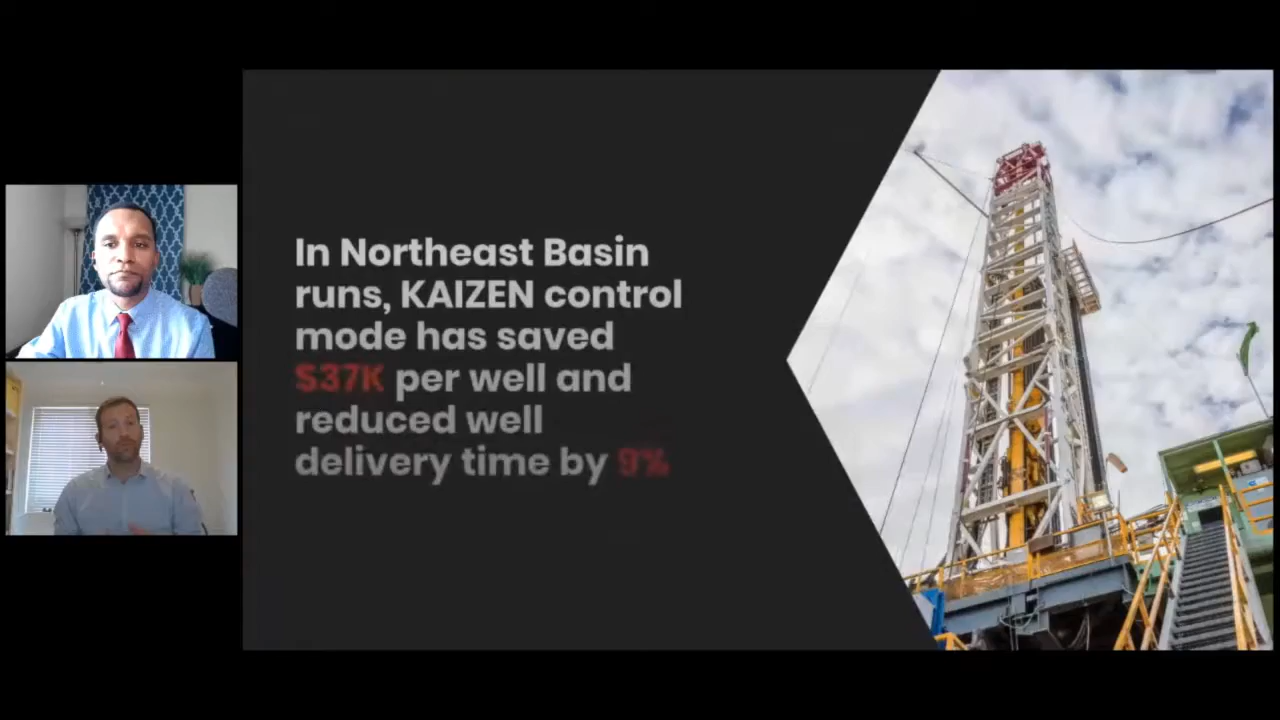 In Northeast Basin
runs, KAIZEN control
mode has saved
$37K per well and
reduced well
delivery time by 9%